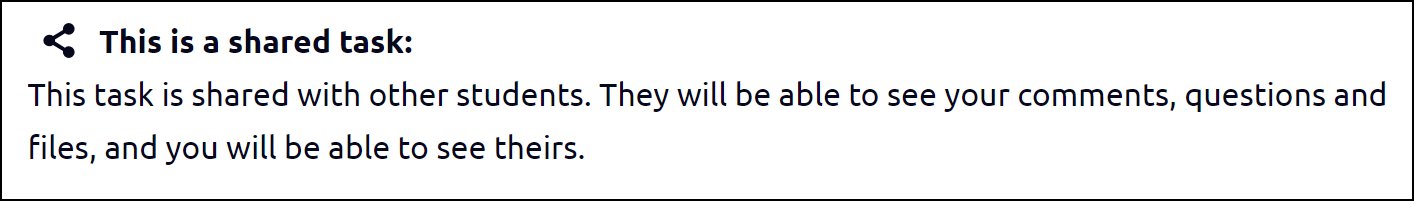 This is a shared task:
This task is shared with other students. They will be able to see your comments, questions and
files, and you will be able to see theirs.